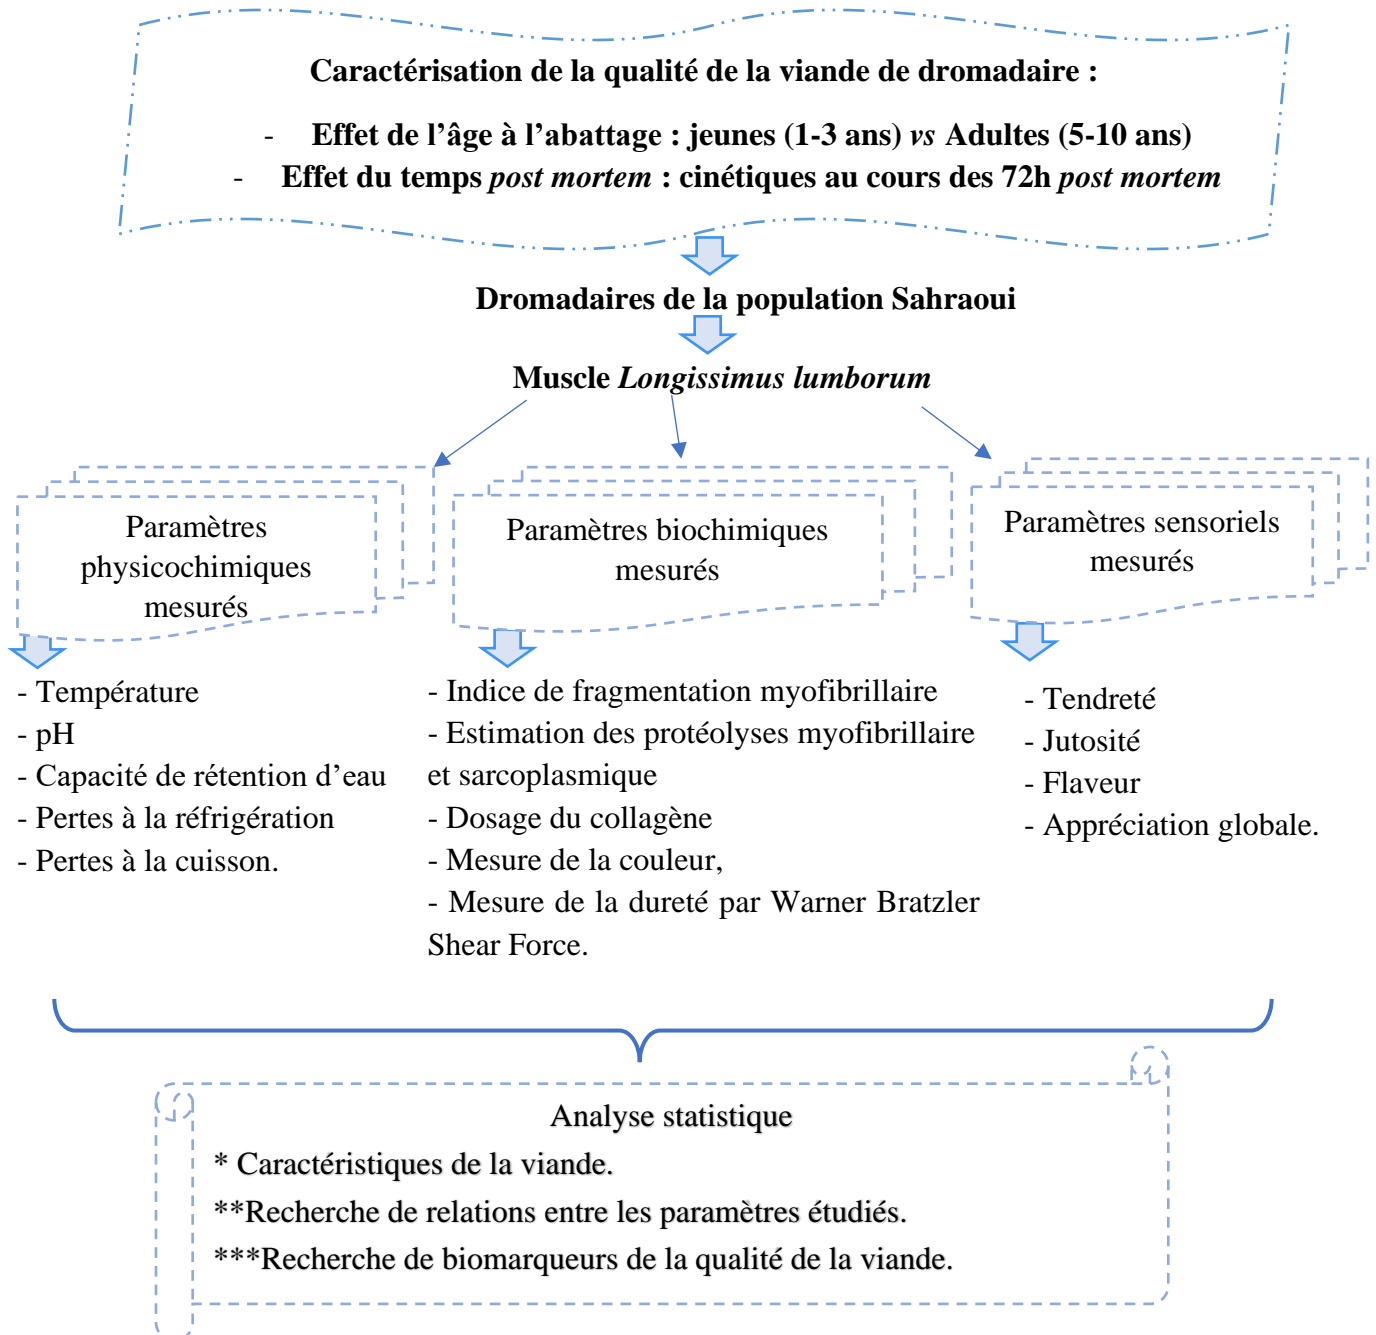 Caractérisation de la qualité de la viande de dromadaire :
- Effet de l’âge à l’abattage : jeunes (1-3 ans) vs Adultes (5-10 ans)
- Effet du temps post mortem : cinétiques au cours des 72h post mortem
Dromadaires de la population Sahraoui
Muscle Longissimus lumborum
Paramètres
physicochimiques
mesurés
- Température
- pH
- Capacité de rétention d’eau
- Pertes à la réfrigération
- Pertes à la cuisson.
Paramètres biochimiques
mesurés
- Indice de fragmentation myofibrillaire
- Estimation des protéolyses myofibrillaire
et sarcoplasmique
- Dosage du collagène
- Mesure de la couleur,
- Mesure de la dureté par Warner Bratzler
Shear Force.
Paramètres sensoriels
mesurés
- Tendreté
- Jutosité
- Flaveur
- Appréciation globale.
Analyse statistique
* Caractéristiques de la viande.
**Recherche de relations entre les paramètres étudiés.
***Recherche de biomarqueurs de la qualité de la viande.